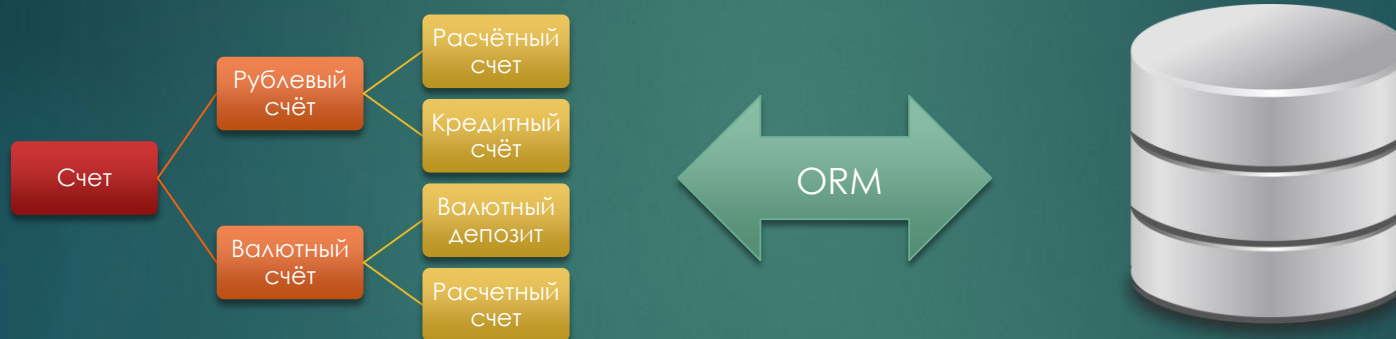 Счет
Рублевый
счёт
Валютный
счёт
Расчётный
счет
Кредитный
счёт
Валютный
депозит
Расчетный
счет
ORM